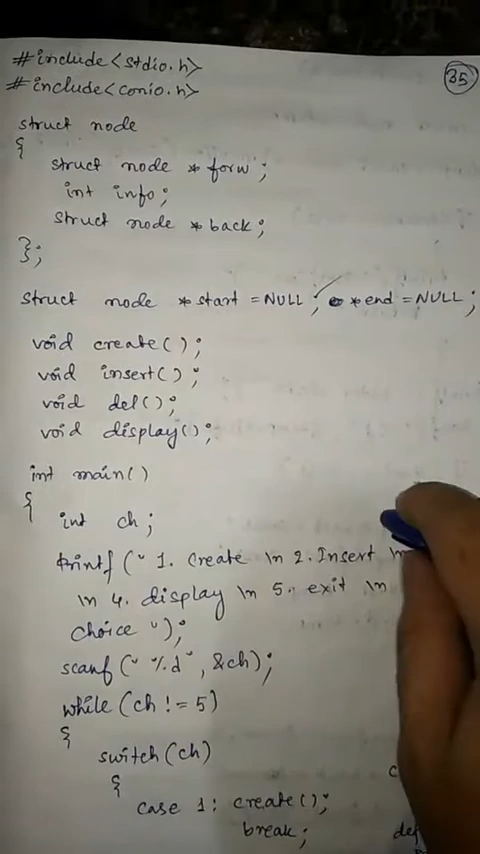 35
#include<stdio.h>
#include<conio.h>
struct node
{
struct node *forw;
int info;
struct node *back;
};
struct node *start =NULL; *end =NULL;
void create();
void insert();
void del();
void display();
int main()
{
int ch;
printf(" 1. Create \n 2. Insert \n
\n 4. display \n 5. exit \n
choice ");
scanf("%d", &ch);
while(ch != 5)
{
switch(ch)
{
case 1: create();
break;